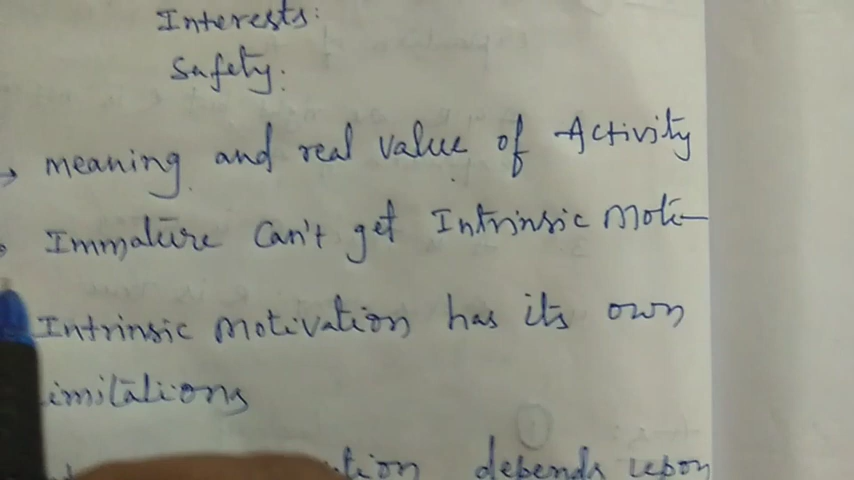 Interests:
Safety:
→ meaning and real value of Activity
Immature can't get Intrinsic Moti-
Intrinsic motivation has its own
limitations
depends upon